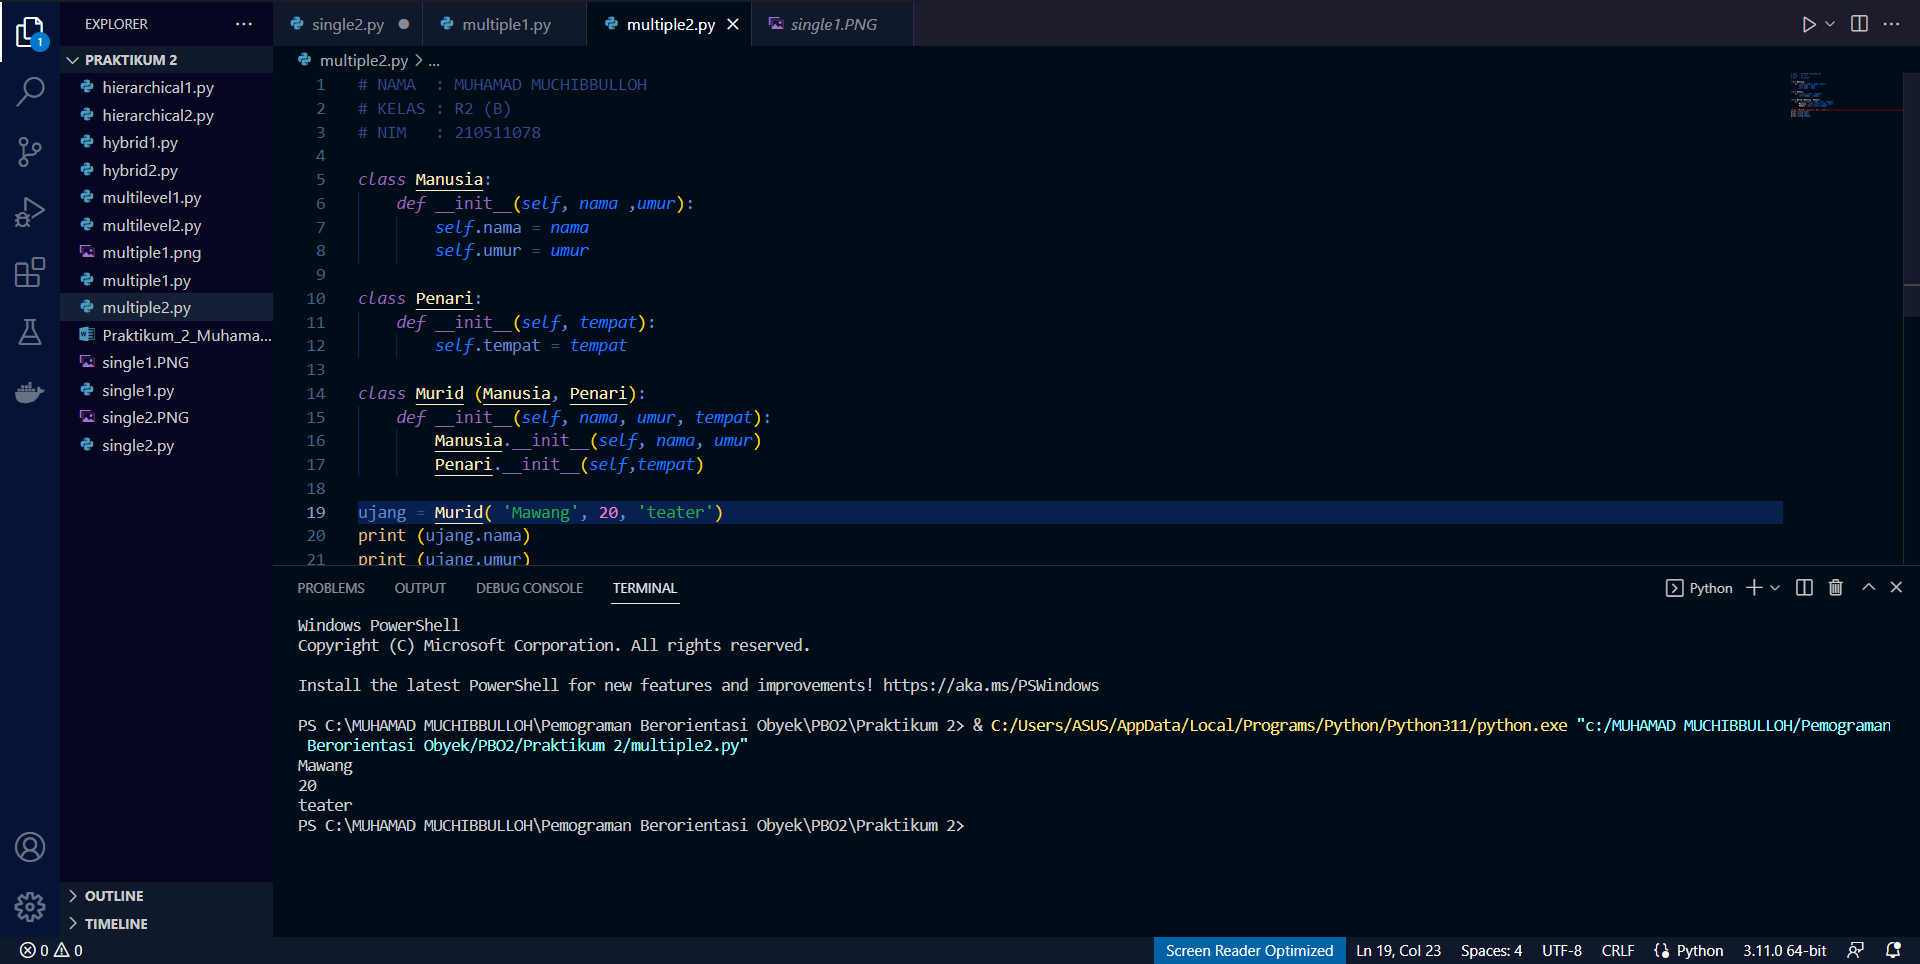 EXPLORER
single2.py
multiple1.py
multiple2.py
single1.PNG
1
PRAKTIKUM 2
hierarchical1.py
hierarchical2.py
hybrid1.py
hybrid2.py
multilevel1.py
multilevel2.py
multiple1.png
multiple1.py
multiple2.py
Praktikum_2_Muhama...
single1.PNG
single1.py
single2.PNG
single2.py
OUTLINE
TIMELINE
multiple2.py > ...
1 # NAMA  : MUHAMAD MUCHIBBULLOH
2 # KELAS : R2 (B)
3 # NIM   : 210511078
4
5 class Manusia:
6     def __init__(self, nama ,umur):
7         self.nama = nama
8         self.umur = umur
9
10 class Penari:
11     def __init__(self, tempat):
12         self.tempat = tempat
13
14 class Murid (Manusia, Penari):
15     def __init__(self, nama, umur, tempat):
16         Manusia.__init__(self, nama, umur)
17         Penari.__init__(self,tempat)
18
19 ujang = Murid( 'Mawang', 20, 'teater')
20 print (ujang.nama)
21 print (ujang.umur)
PROBLEMS OUTPUT DEBUG CONSOLE TERMINAL
Python
Windows PowerShell
Copyright (C) Microsoft Corporation. All rights reserved.
Install the latest PowerShell for new features and improvements! https://aka.ms/PSWindows
PS C:\MUHAMAD MUCHIBBULLOH\Pemograman Berorientasi Obyek\PBO2\Praktikum 2> & C:/Users/ASUS/AppData/Local/Programs/Python/Python311/python.exe "c:/MUHAMAD MUCHIBBULLOH/Pemograman
Berorientasi Obyek/PBO2/Praktikum 2/multiple2.py"
Mawang
20
teater
PS C:\MUHAMAD MUCHIBBULLOH\Pemograman Berorientasi Obyek\PBO2\Praktikum 2>
0 0
Screen Reader Optimized Ln 19, Col 23 Spaces: 4 UTF-8 CRLF Python 3.11.0 64-bit